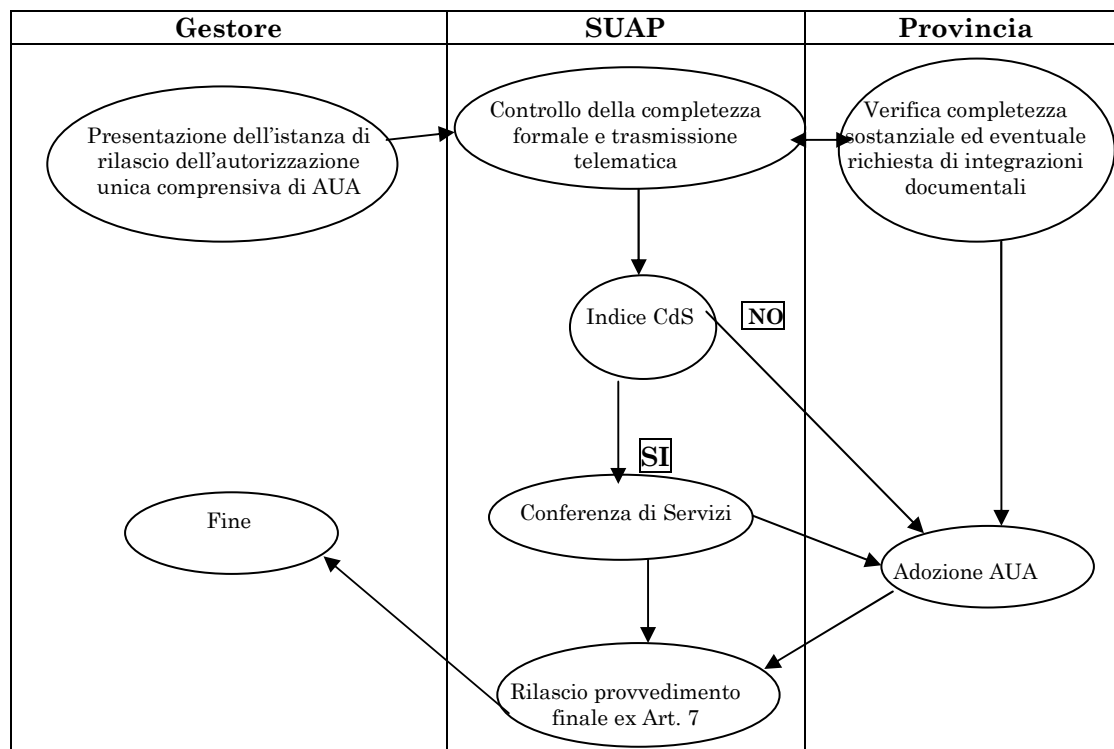 Gestore
SUAP
Provincia
Presentazione dell'istanza di
rilascio dell'autorizzazione
unica comprensiva di AUA
Controllo della completezza
formale e trasmissione
telematica
Verifica completezza
sostanziale ed eventuale
richiesta di integrazioni
documentali
Indice CdS
NO
SI
Conferenza di Servizi
Fine
Adozione AUA
Rilascio provvedimento
finale ex Art. 7